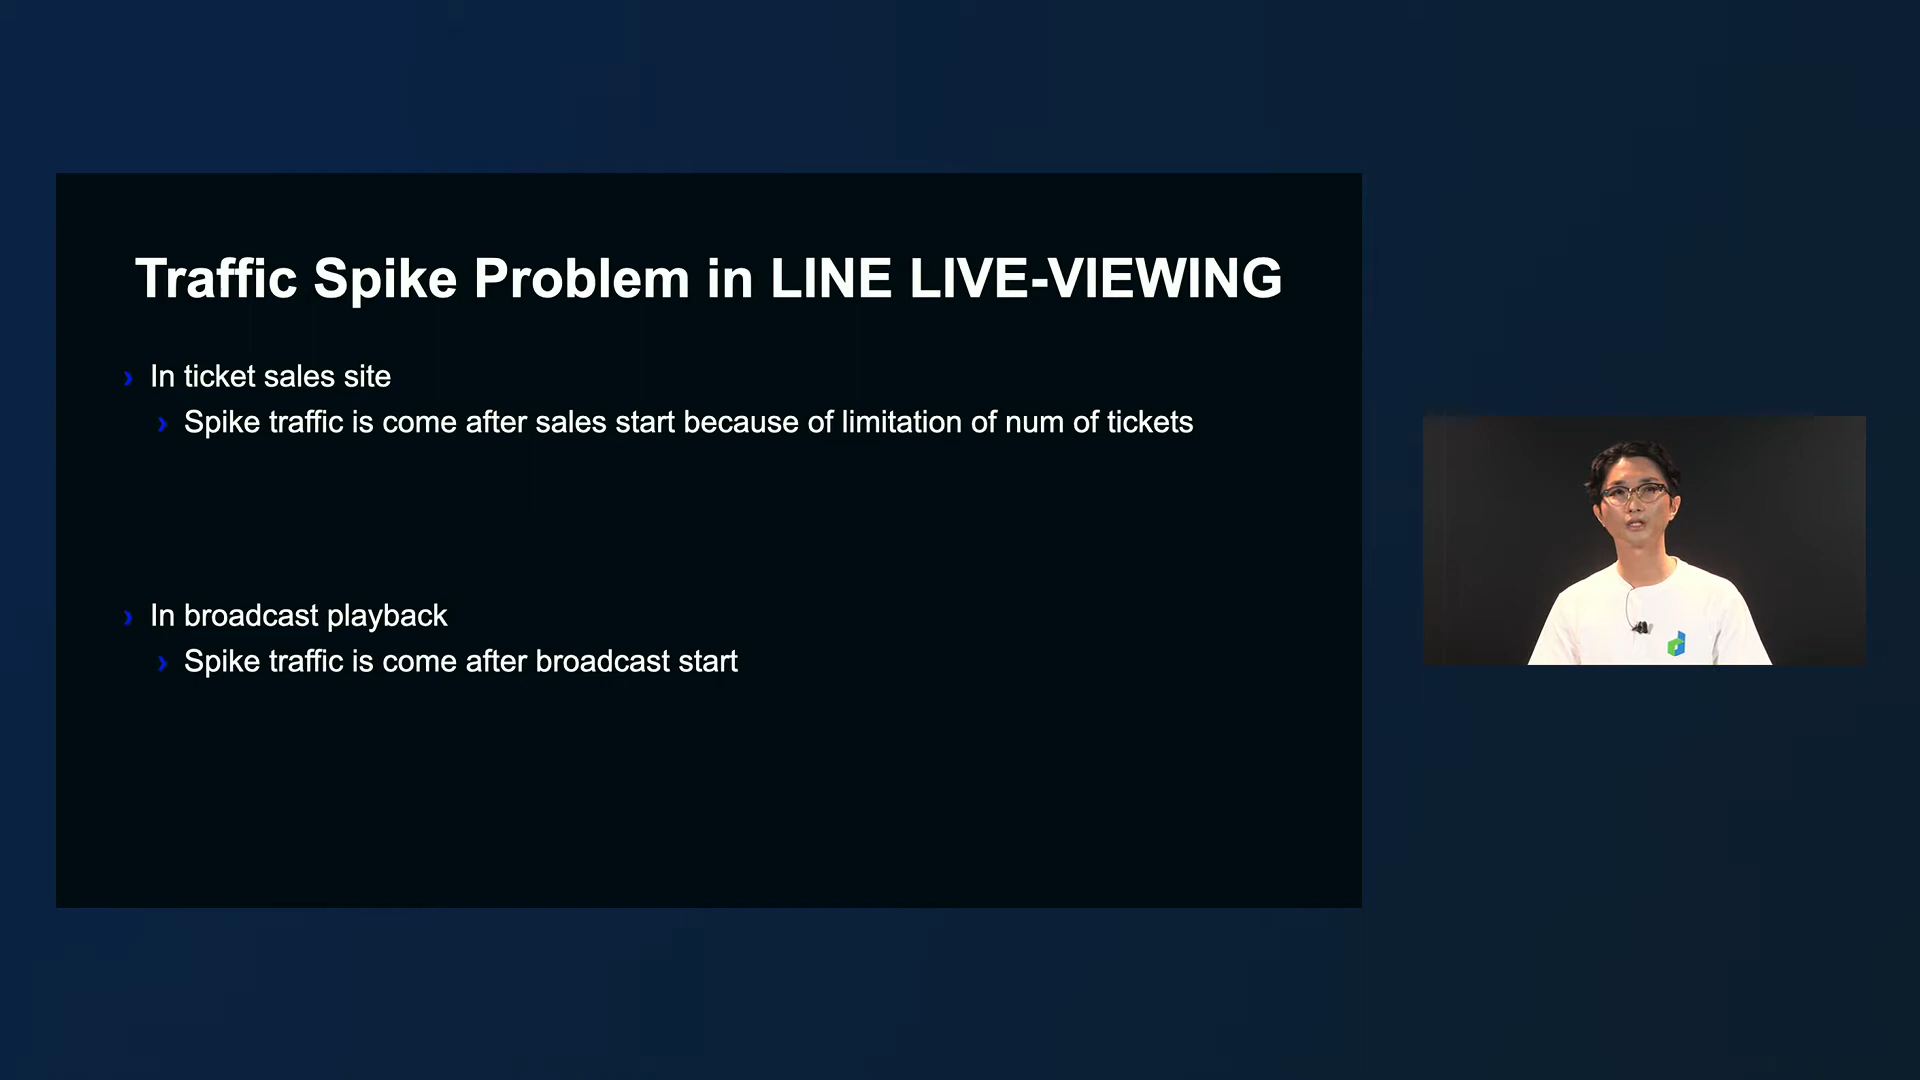 Traffic Spike Problem in LINE LIVE-VIEWING
› In ticket sales site
› Spike traffic is come after sales start because of limitation of num of tickets
› In broadcast playback
› Spike traffic is come after broadcast start